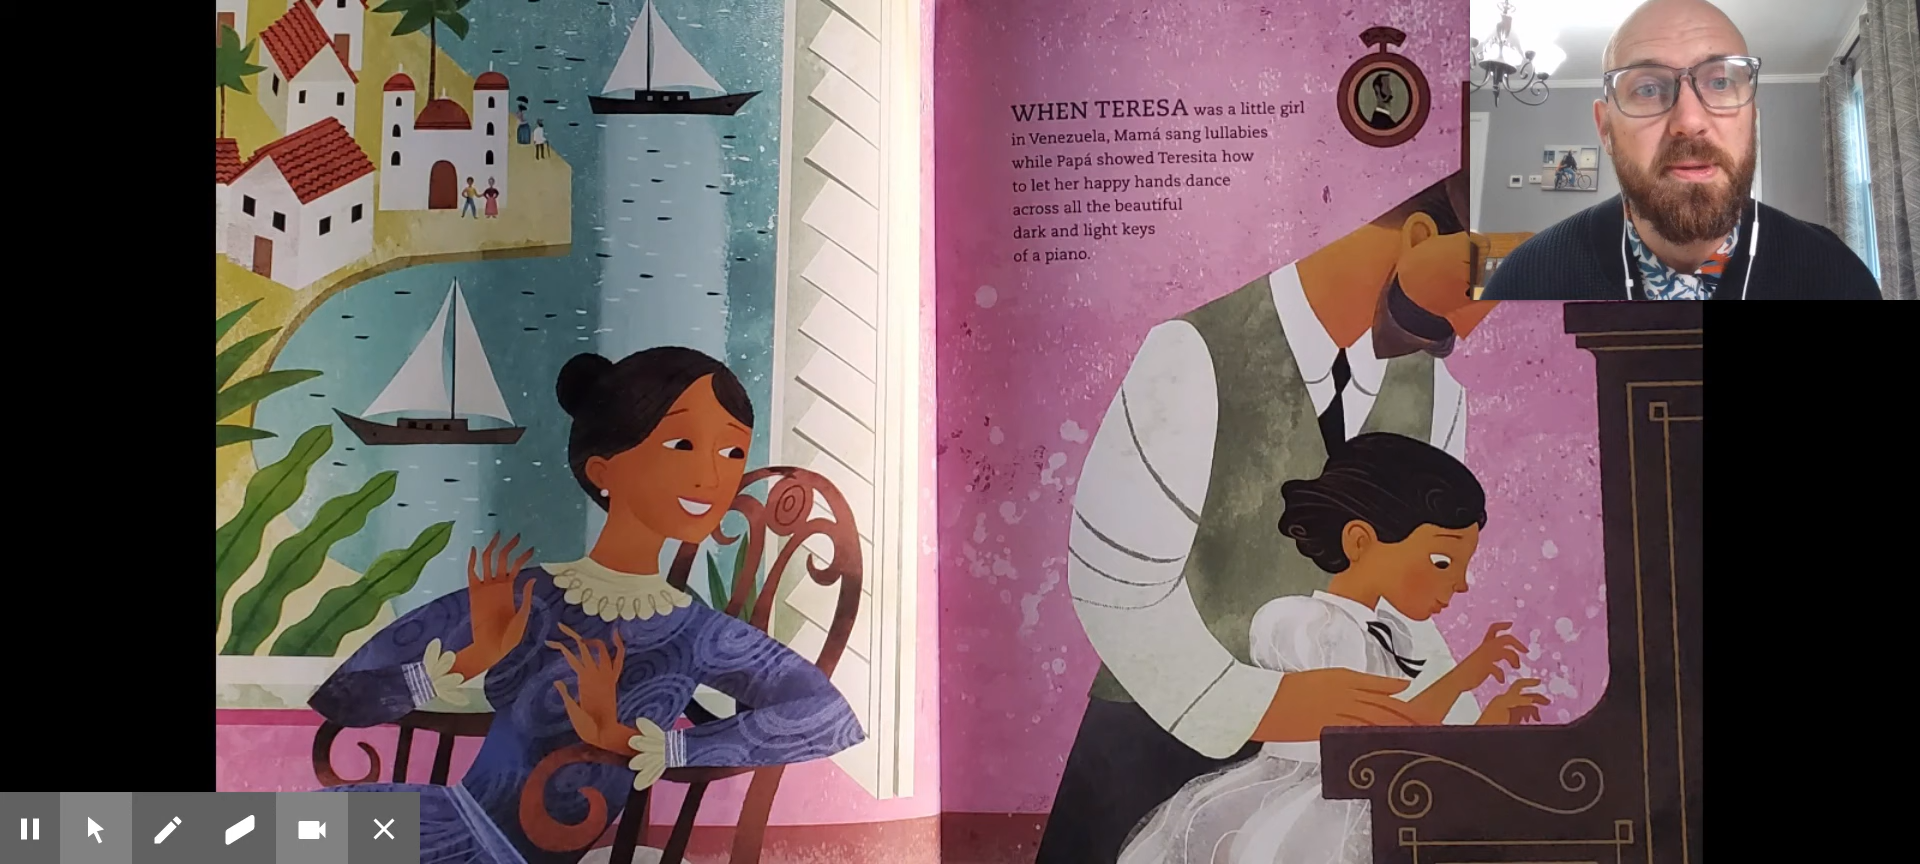 WHEN TERESA was a little girl
in Venezuela, Mamá sang lullabies
while Papá showed Teresita how
to let her happy hands dance
across all the beautiful
dark and light keys
of a piano.